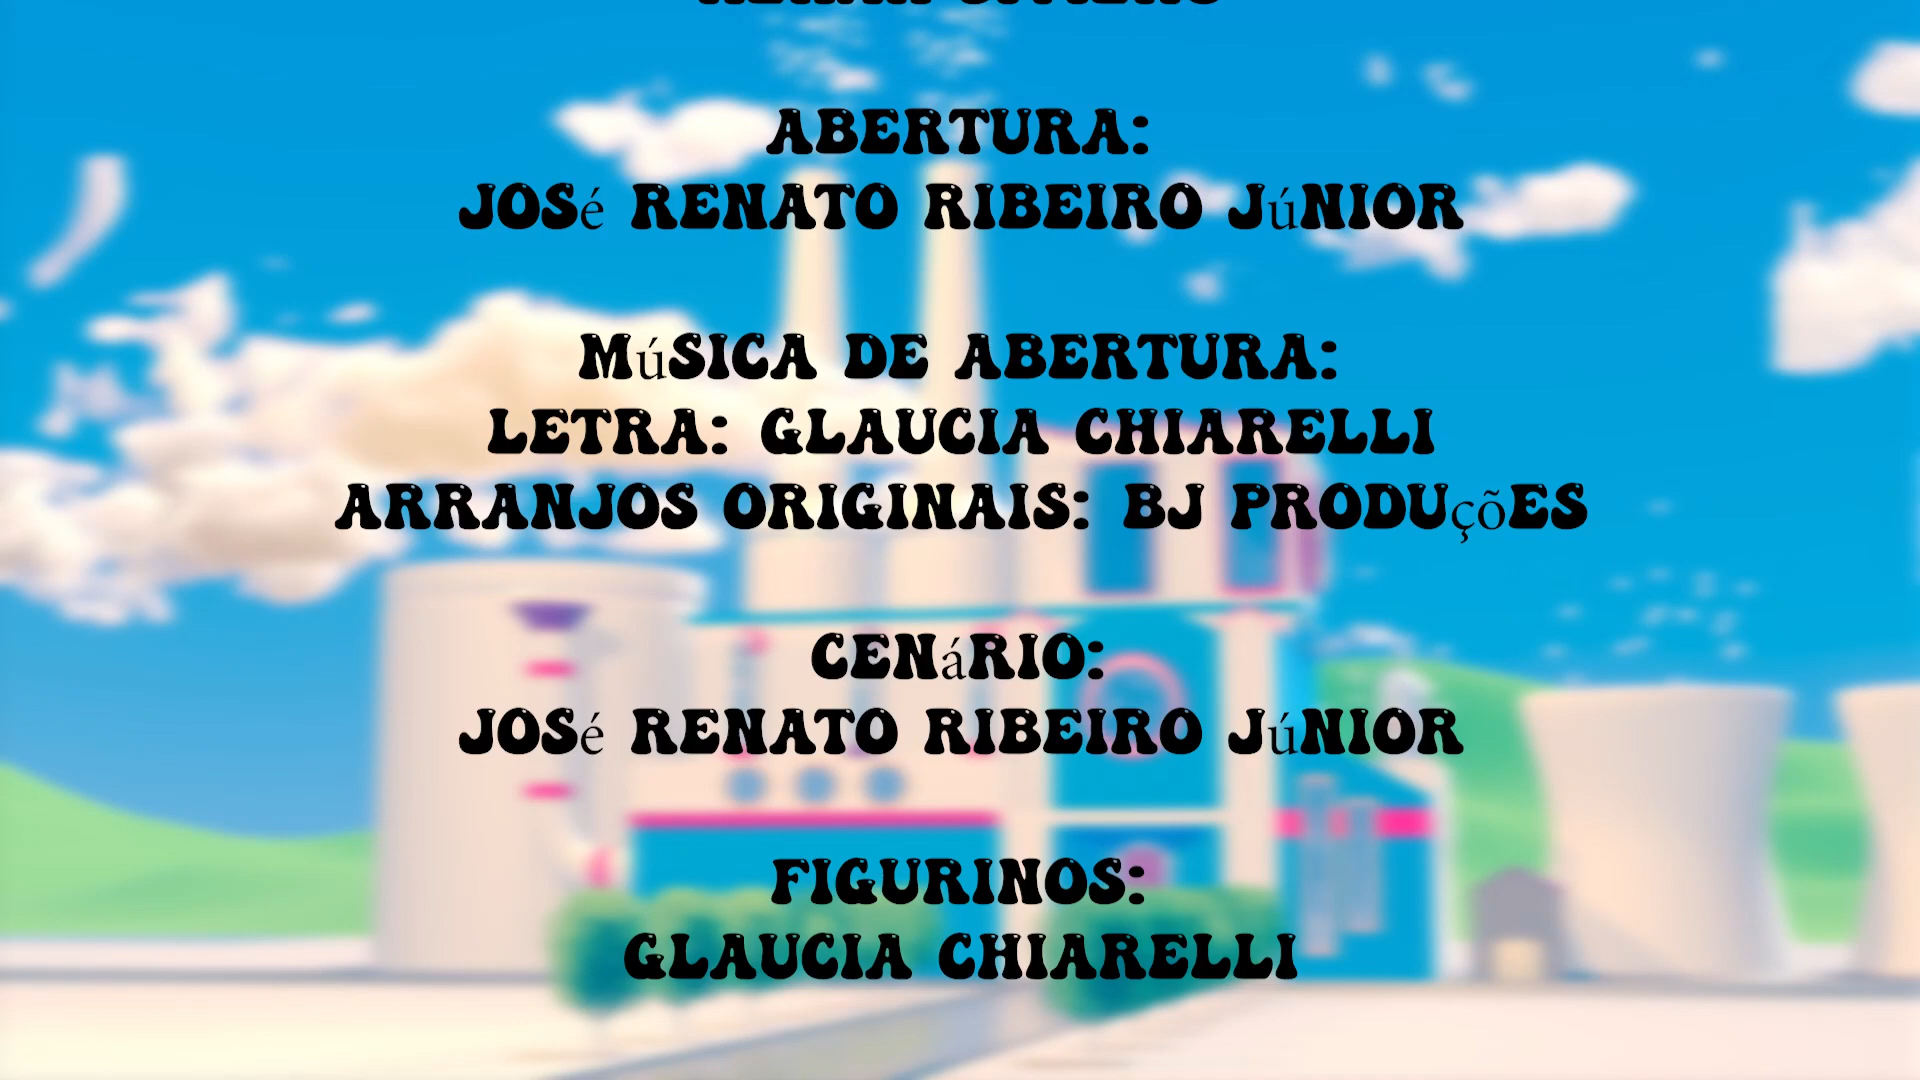 ABERTURA:
JOSé RENATO RIBEIRO JúNIOR
MúSICA DE ABERTURA:
LETRA: GLAUCIA CHIARELLI
ARRANJOS ORIGINAIS: BJ PRODUçõES
CENáRIO:
JOSé RENATO RIBEIRO JúNIOR
FIGURINOS:
GLAUCIA CHIARELLI